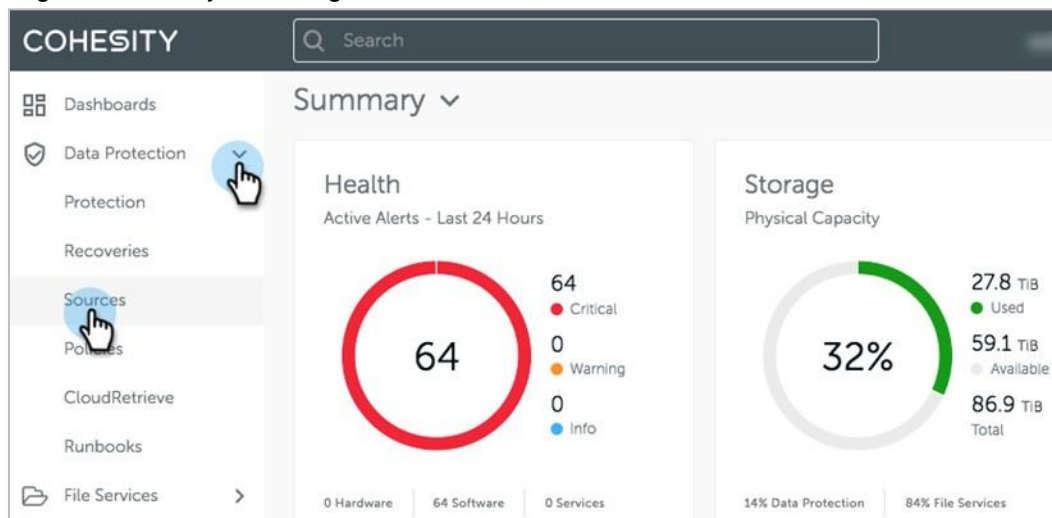 COHESITY
Search
Dashboards
Data Protection
Protection
Recoveries
Sources
Policies
CloudRetrieve
Runbooks
File Services
Summary
Health
Active Alerts - Last 24 Hours
64
64
Critical
0
Warning
0
Info
0 Hardware
64 Software
0 Services
Storage
Physical Capacity
32%
27.8 TiB
Used
59.1 TiB
Available
86.9 TiB
Total
14% Data Protection
84% File Services